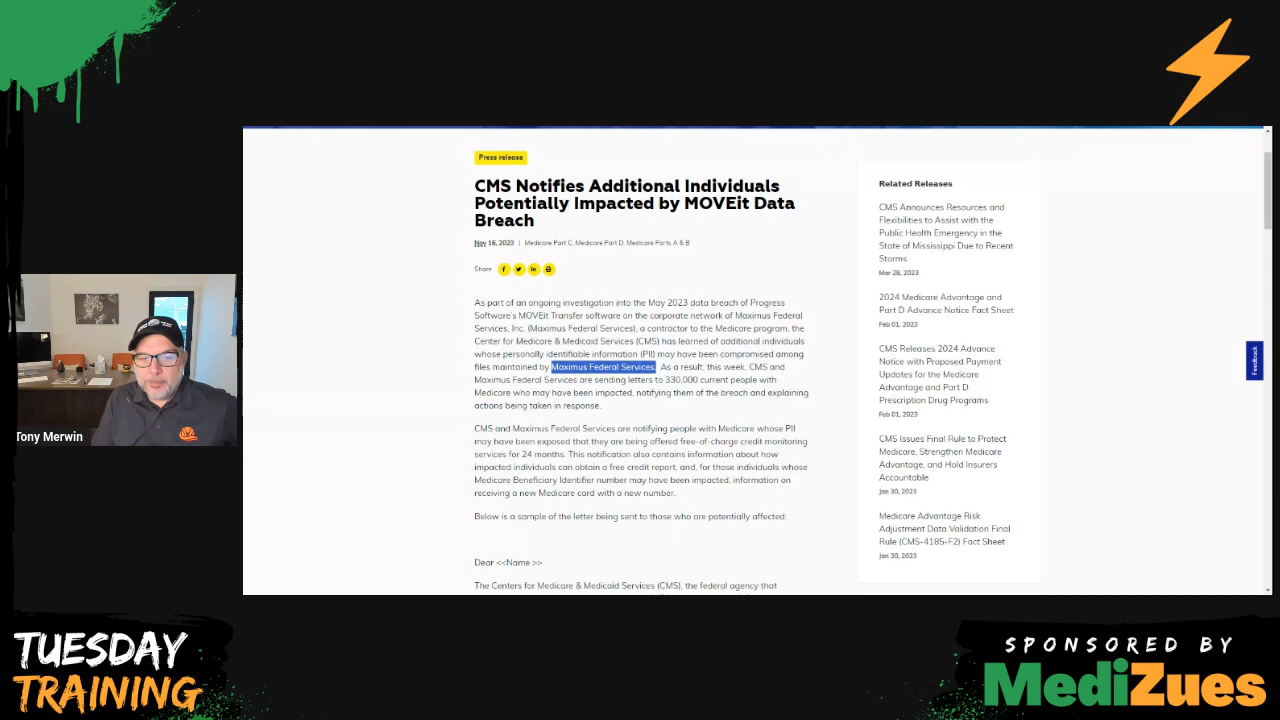 Press release
CMS Notifies Additional Individuals
Potentially Impacted by MOVEit Data
Breach
Nov 16, 2023 | Medicare Part C, Medicare Part D, Medicare Parts A & B
Share
As part of an ongoing investigation into the May 2023 data breach of Progress
Software's MOVEit Transfer software on the corporate network of Maximus Federal
Services, Inc. (Maximus Federal Services), a contractor to the Medicare program, the
Center for Medicare & Medicaid Services (CMS) has learned of additional individuals
whose personally identifiable information (PII) may have been compromised among
files maintained by Maximus Federal Services. As a result, this week, CMS and
Maximus Federal Services are sending letters to 330,000 current people with
Medicare who may have been impacted, notifying them of the breach and explaining
actions being taken in response.
CMS and Maximus Federal Services are notifying people with Medicare whose PII
may have been exposed that they are being offered free-of-charge credit monitoring
services for 24 months. This notification also contains information about how
impacted individuals can obtain a free credit report, and, for those individuals whose
Medicare Beneficiary Identifier number may have been impacted, information on
receiving a new Medicare card with a new number.
Below is a sample of the letter being sent to those who are potentially affected:
Dear <<Name >>
The Centers for Medicare & Medicaid Services (CMS), the federal agency that
Related Releases
CMS Announces Resources and
Flexibilities to Assist with the
Public Health Emergency in the
State of Mississippi Due to Recent
Storms
Mar 28, 2023
2024 Medicare Advantage and
Part D Advance Notice Fact Sheet
Feb 01, 2023
CMS Releases 2024 Advance
Notice with Proposed Payment
Updates for the Medicare
Advantage and Part D
Prescription Drug Programs
Feb 01, 2023
CMS Issues Final Rule to Protect
Medicare, Strengthen Medicare
Advantage, and Hold Insurers
Accountable
Jan 30, 2023
Medicare Advantage Risk
Adjustment Data Validation Final
Rule (CMS-4185-F2) Fact Sheet
Jan 30, 2023
Feedback
Tony Merwin
TUESDAY
TRAINING
SPONSORED BY
MediZues